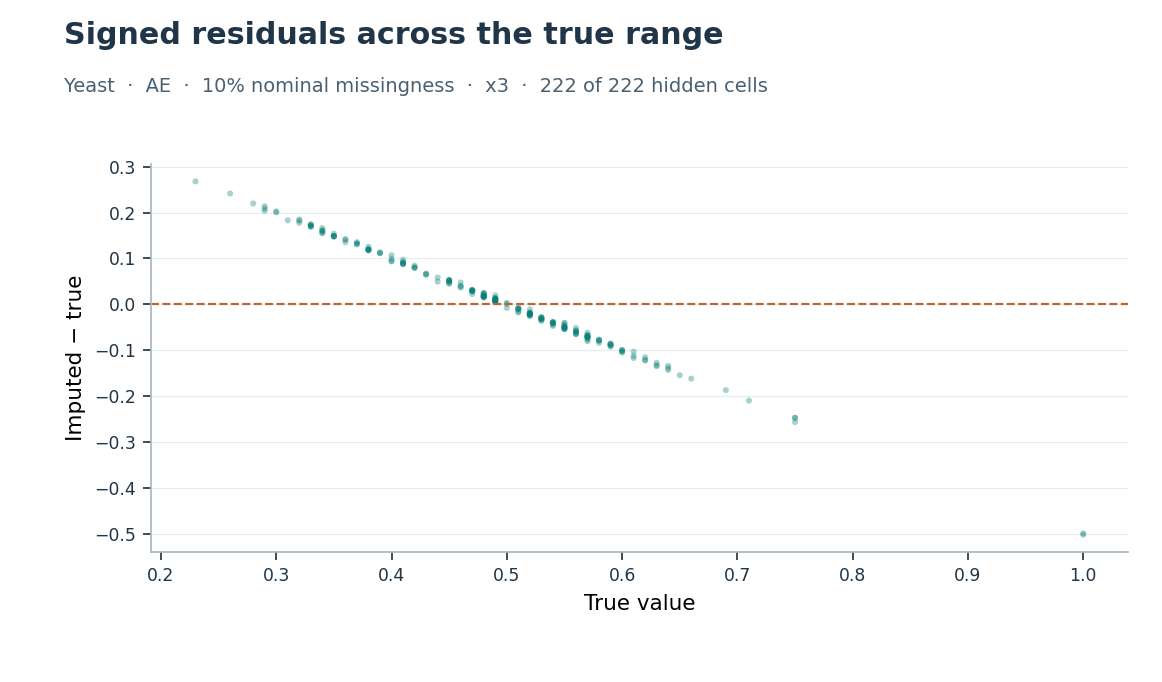 Signed residuals across the true range
Yeast · AE · 10% nominal missingness · x3 · 222 of 222 hidden cells
Imputed − true
0.3
0.2
0.1
0.0
−0.1
−0.2
−0.3
−0.4
−0.5
0.2 0.3 0.4 0.5 0.6 0.7 0.8 0.9 1.0
True value